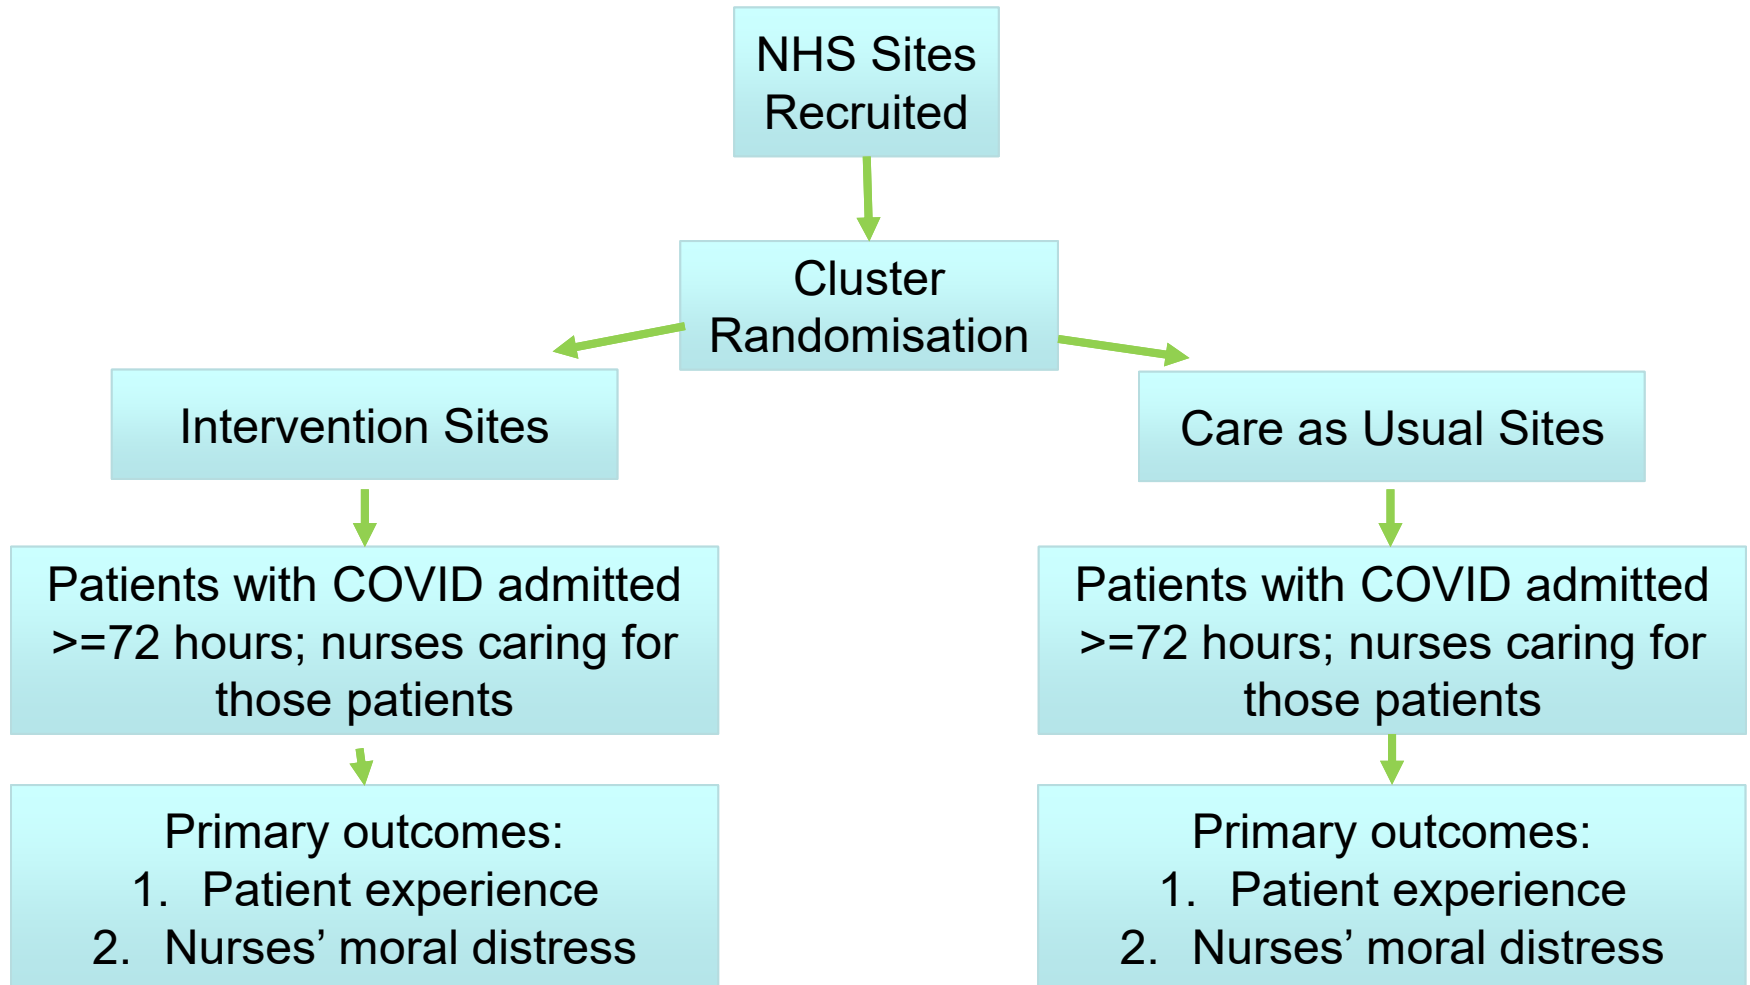 NHS Sites
Recruited
Cluster
Randomisation
Intervention Sites
Care as Usual Sites
Patients with COVID admitted
>=72 hours; nurses caring for
those patients
Patients with COVID admitted
>=72 hours; nurses caring for
those patients
Primary outcomes:
1. Patient experience
2. Nurses’ moral distress
Primary outcomes:
1. Patient experience
2. Nurses’ moral distress